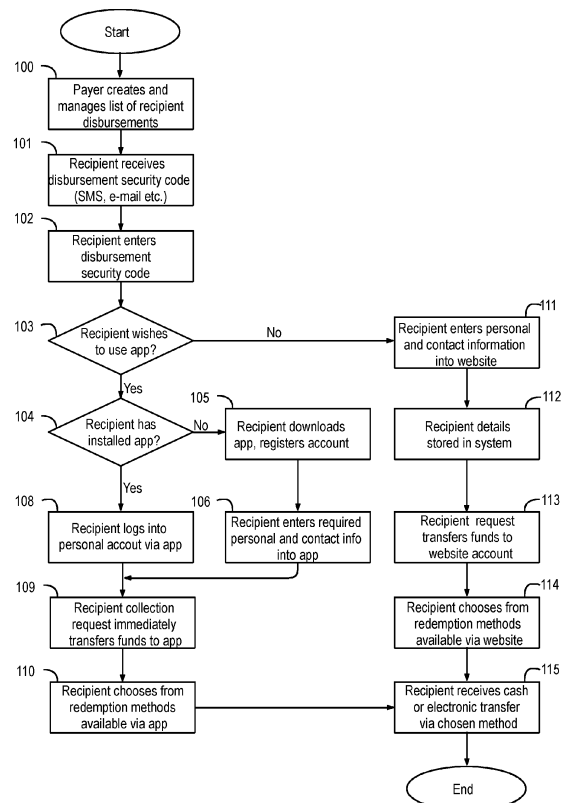 Start
100
Payer creates and
manages list of recipient
disbursements
101
Recipient receives
disbursement security code
(SMS, e-mail etc.)
102
Recipient enters
disbursement
security code
103
Recipient wishes
to use app?
No
Yes
104
Recipient has
installed app?
No
Yes
105
Recipient downloads
app, registers account
106
Recipient enters required
personal and contact info
into app
108
Recipient logs into
personal accout via app
109
Recipient collection
request immediately
transfers funds to app
110
Recipient chooses from
redemption methods
available via app
111
Recipient enters personal
and contact information
into website
112
Recipient details
stored in system
113
Recipient request
transfers funds to
website account
114
Recipient chooses from
redemption methods
available via website
115
Recipient receives cash
or electronic transfer
via chosen method
End